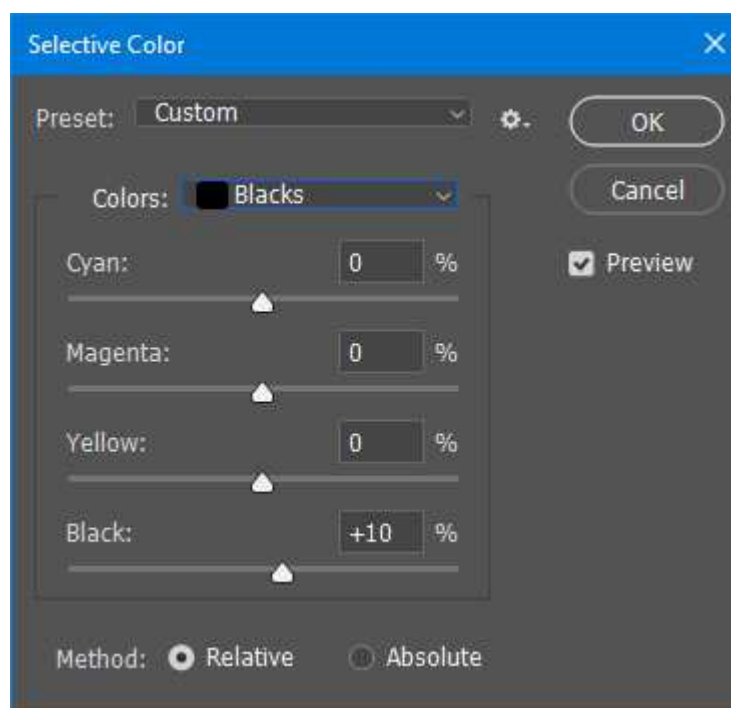 Selective Color
Preset: Custom
OK
Colors: Blacks
Cancel
Cyan: 0 %
Preview
Magenta: 0 %
Yellow: 0 %
Black: +10 %
Method: Relative Absolute